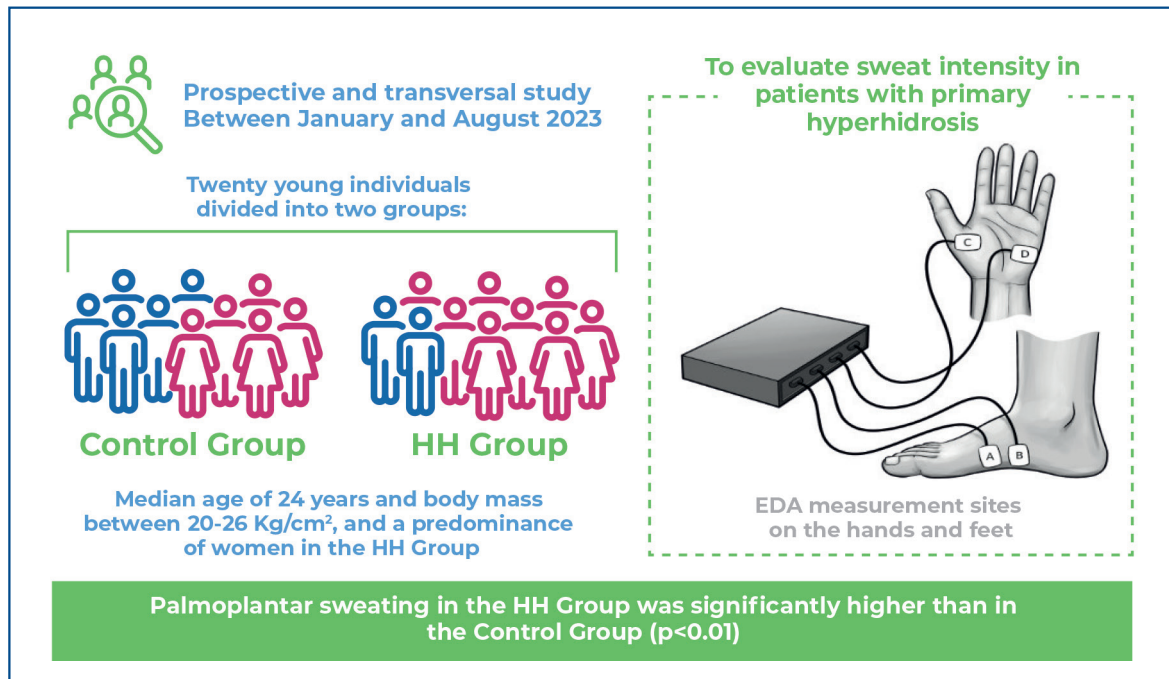 Prospective and transversal study
Between January and August 2023
Twenty young individuals
divided into two groups:
Control Group
HH Group
Median age of 24 years and body mass
between 20-26 Kg/cm², and a predominance
of women in the HH Group
To evaluate sweat intensity in
patients with primary
hyperhidrosis
C
D
A
B
EDA measurement sites
on the hands and feet
Palmoplantar sweating in the HH Group was significantly higher than in
the Control Group (p<0.01)